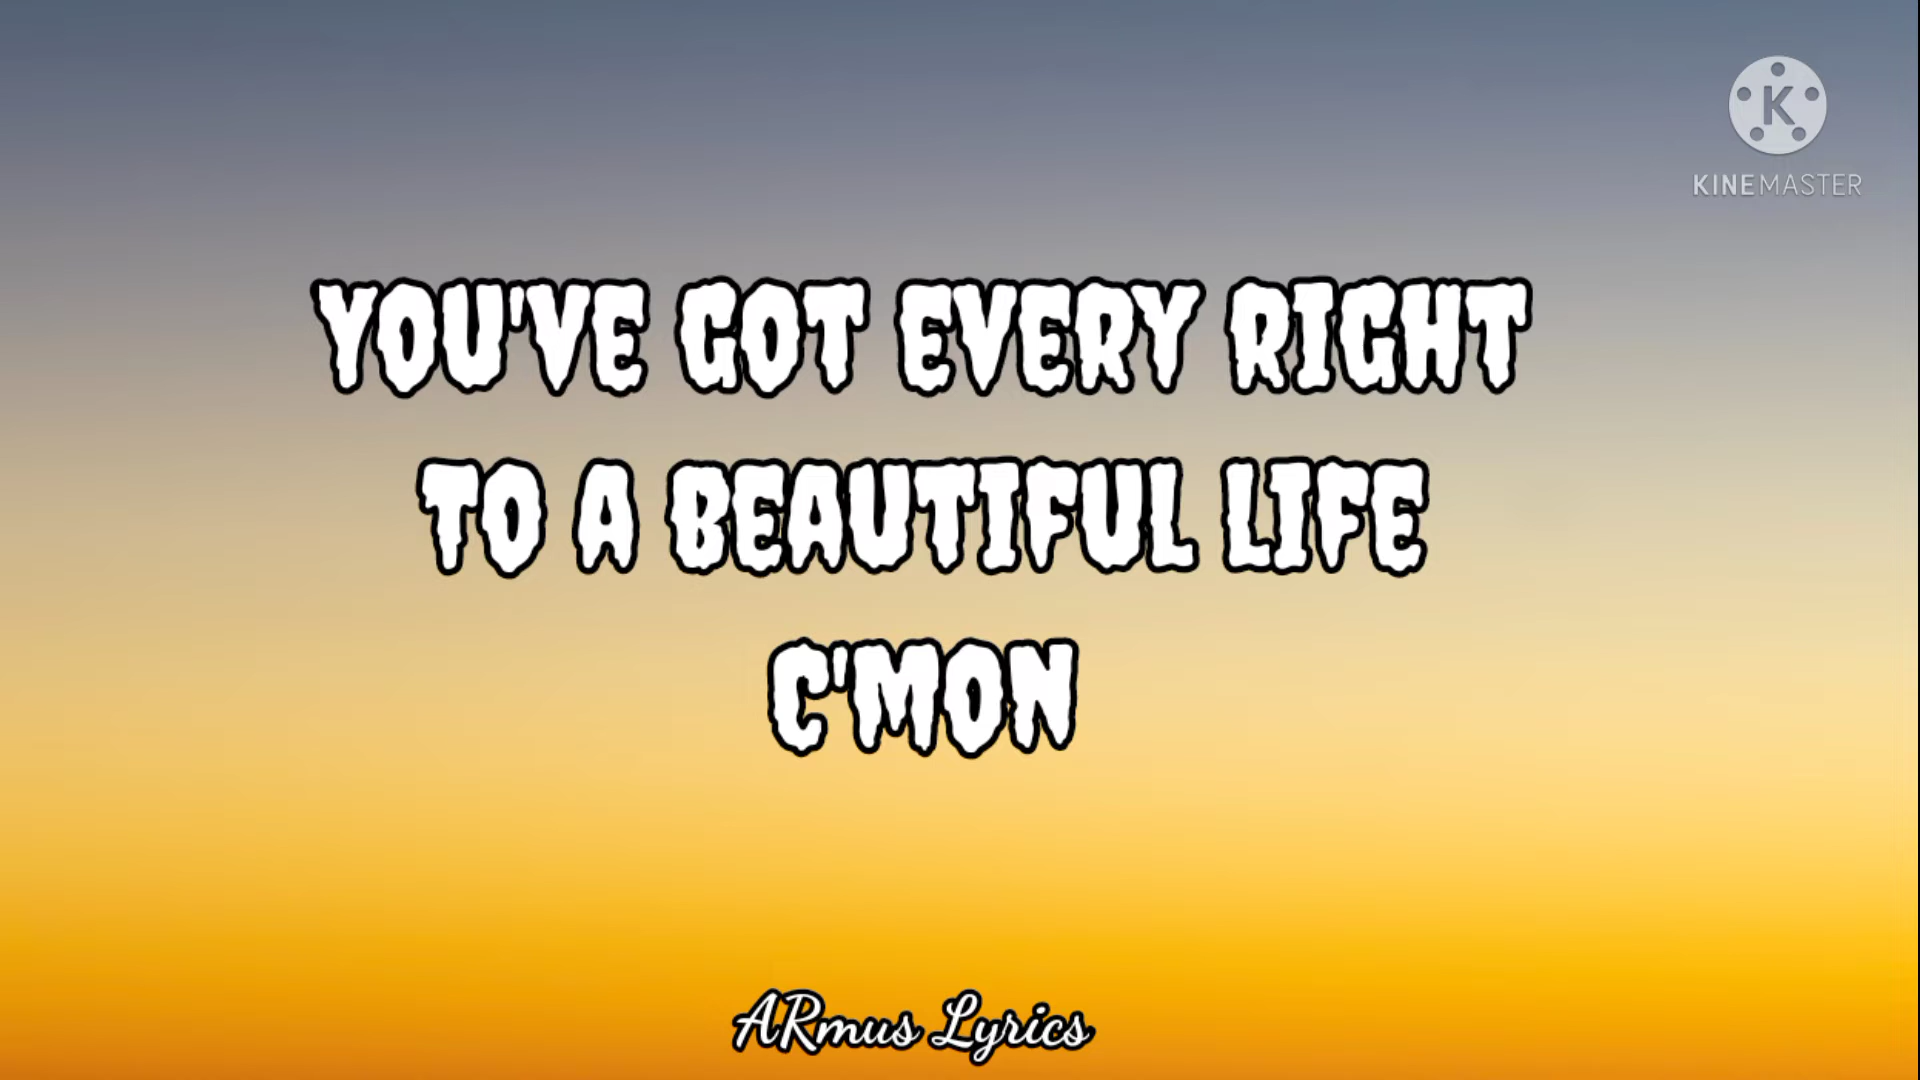 KINEMASTER
YOU'VE GOT EVERY RIGHT
TO A BEAUTIFUL LIFE
C'MON
ARmus Lyrics